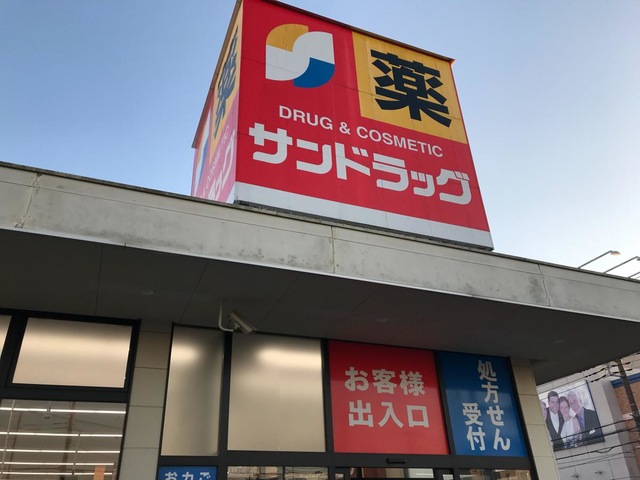 薬
DRUG & COSMETIC
サンドラッグ
お客様
出入口
処方せん
受付